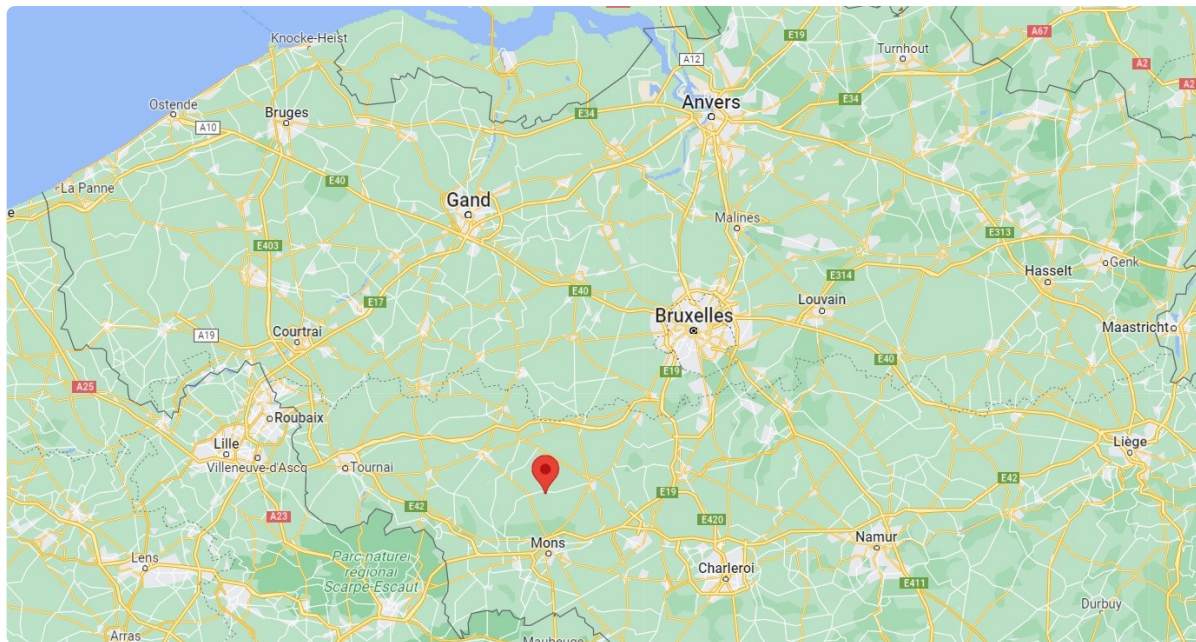 Knocke-Heist
E19
A67
Turnhout
A12
A2
Ostende
Anvers
A2
Bruges
A10
E34
E34
La Panne
E40
Gand
Malines
E313
E403
E314
Genk
Hasselt
E17
E40
Louvain
Bruxelles
Maastricht
Courtrai
A19
E40
E19
A25
Roubaix
Lille
Liège
Villeneuve-d'Ascq
Tournai
E42
E19
E42
A23
E420
Namur
Mons
Lens
Parc naturel
régional
Scarpe-Escaut
Charleroi
E411
Durbuy
Arras
Maubeuge